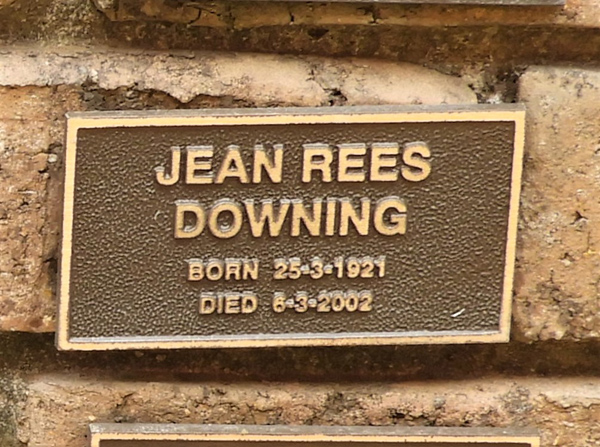 JEAN REES
DOWNING
BORN 25-3-1921
DIED 6-3-2002